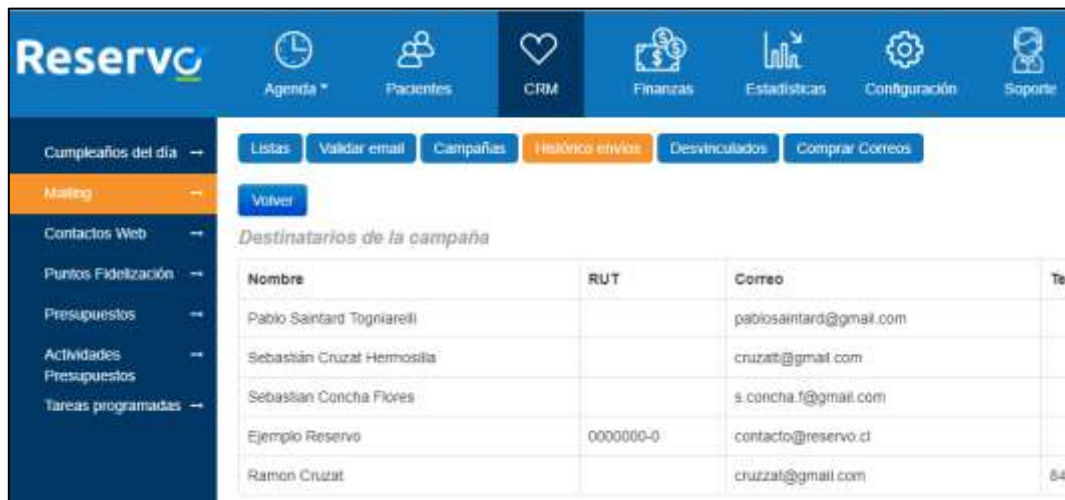 Reservo
Agenda
Pacientes
CRM
Finanzas
Estadísticas
Configuración
Soporte
Cumpleaños del día
Mailing
Contactos Web
Puntos Fidelización
Presupuestos
Actividades
Presupuestos
Tareas programadas
Listas Validar email Campañas Histórico envíos Desvinculados Comprar Correos
Volver
Destinatarios de la campaña
Nombre RUT Correo Te
Pablo Saintard Togniarelli pablosaintard@gmail.com
Sebastián Cruzat Hermosilla cruzatt@gmail.com
Sebastian Concha Flores s.concha.f@gmail.com
Ejemplo Reservo 0000000-0 contacto@reservo.cl
Ramon Cruzat cruzzat@gmail.com 84